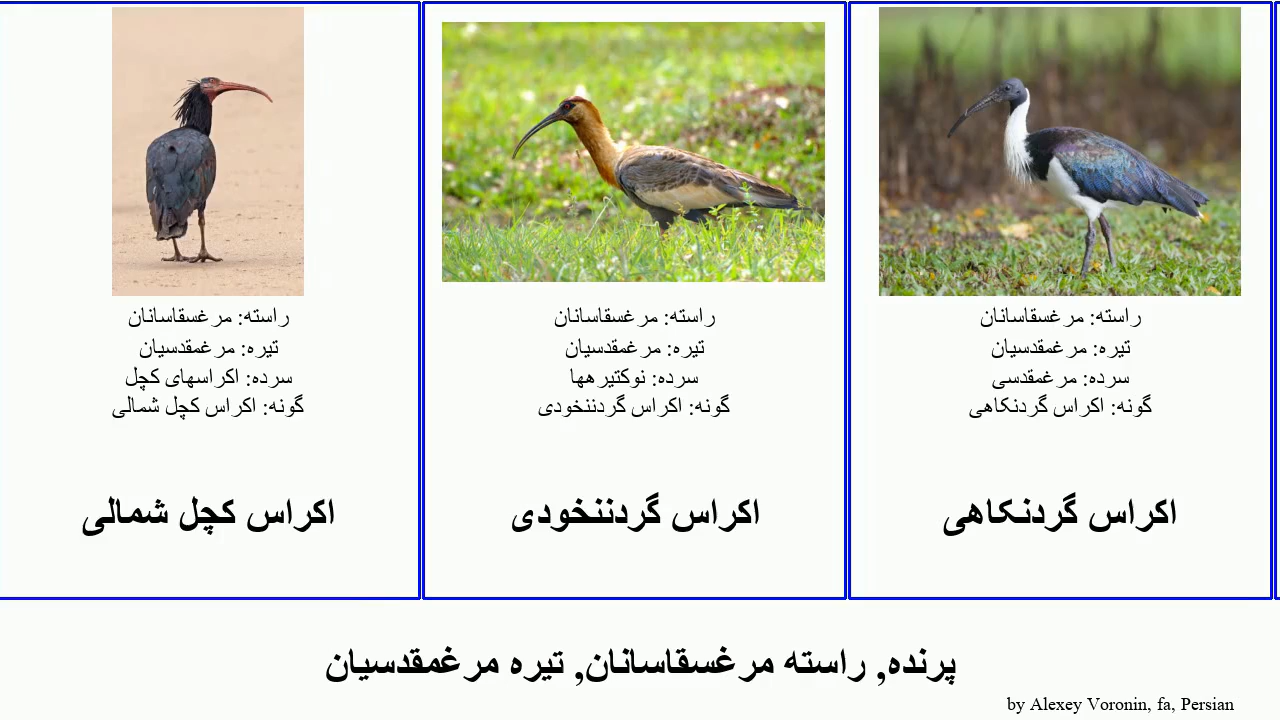 راسته: مرغسقاسانان
تیره: مرغمقدسیان
سرده: اکراسهای کچل
گونه: اکراس کچل شمالی
اکراس کچل شمالی
راسته: مرغسقاسانان
تیره: مرغمقدسیان
سرده: نوکتیرهها
گونه: اکراس گردننخودی
اکراس گردننخودی
راسته: مرغسقاسانان
تیره: مرغمقدسیان
سرده: مرغمقدسی
گونه: اکراس گردنکاهی
اکراس گردنکاهی
پرنده, راسته مرغسقاسانان, تیره مرغمقدسیان
by Alexey Voronin, fa, Persian